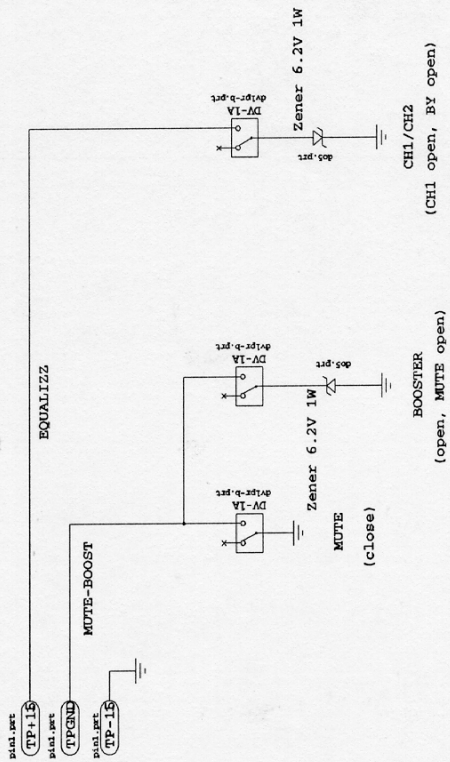 pin1.prt
TP+15
pin1.prt
TPGND
pin1.prt
TP-15
EQUALIZZ
MUTE-BOOST
dv1pr-b.prt
DV-1A
MUTE
(close)
dv1pr-b.prt
DV-1A
Zener 6.2V 1W
do5.prt
BOOSTER
(open, MUTE open)
dv1pr-b.prt
DV-1A
Zener 6.2V 1W
do5.prt
CH1/CH2
(CH1 open, BY open)